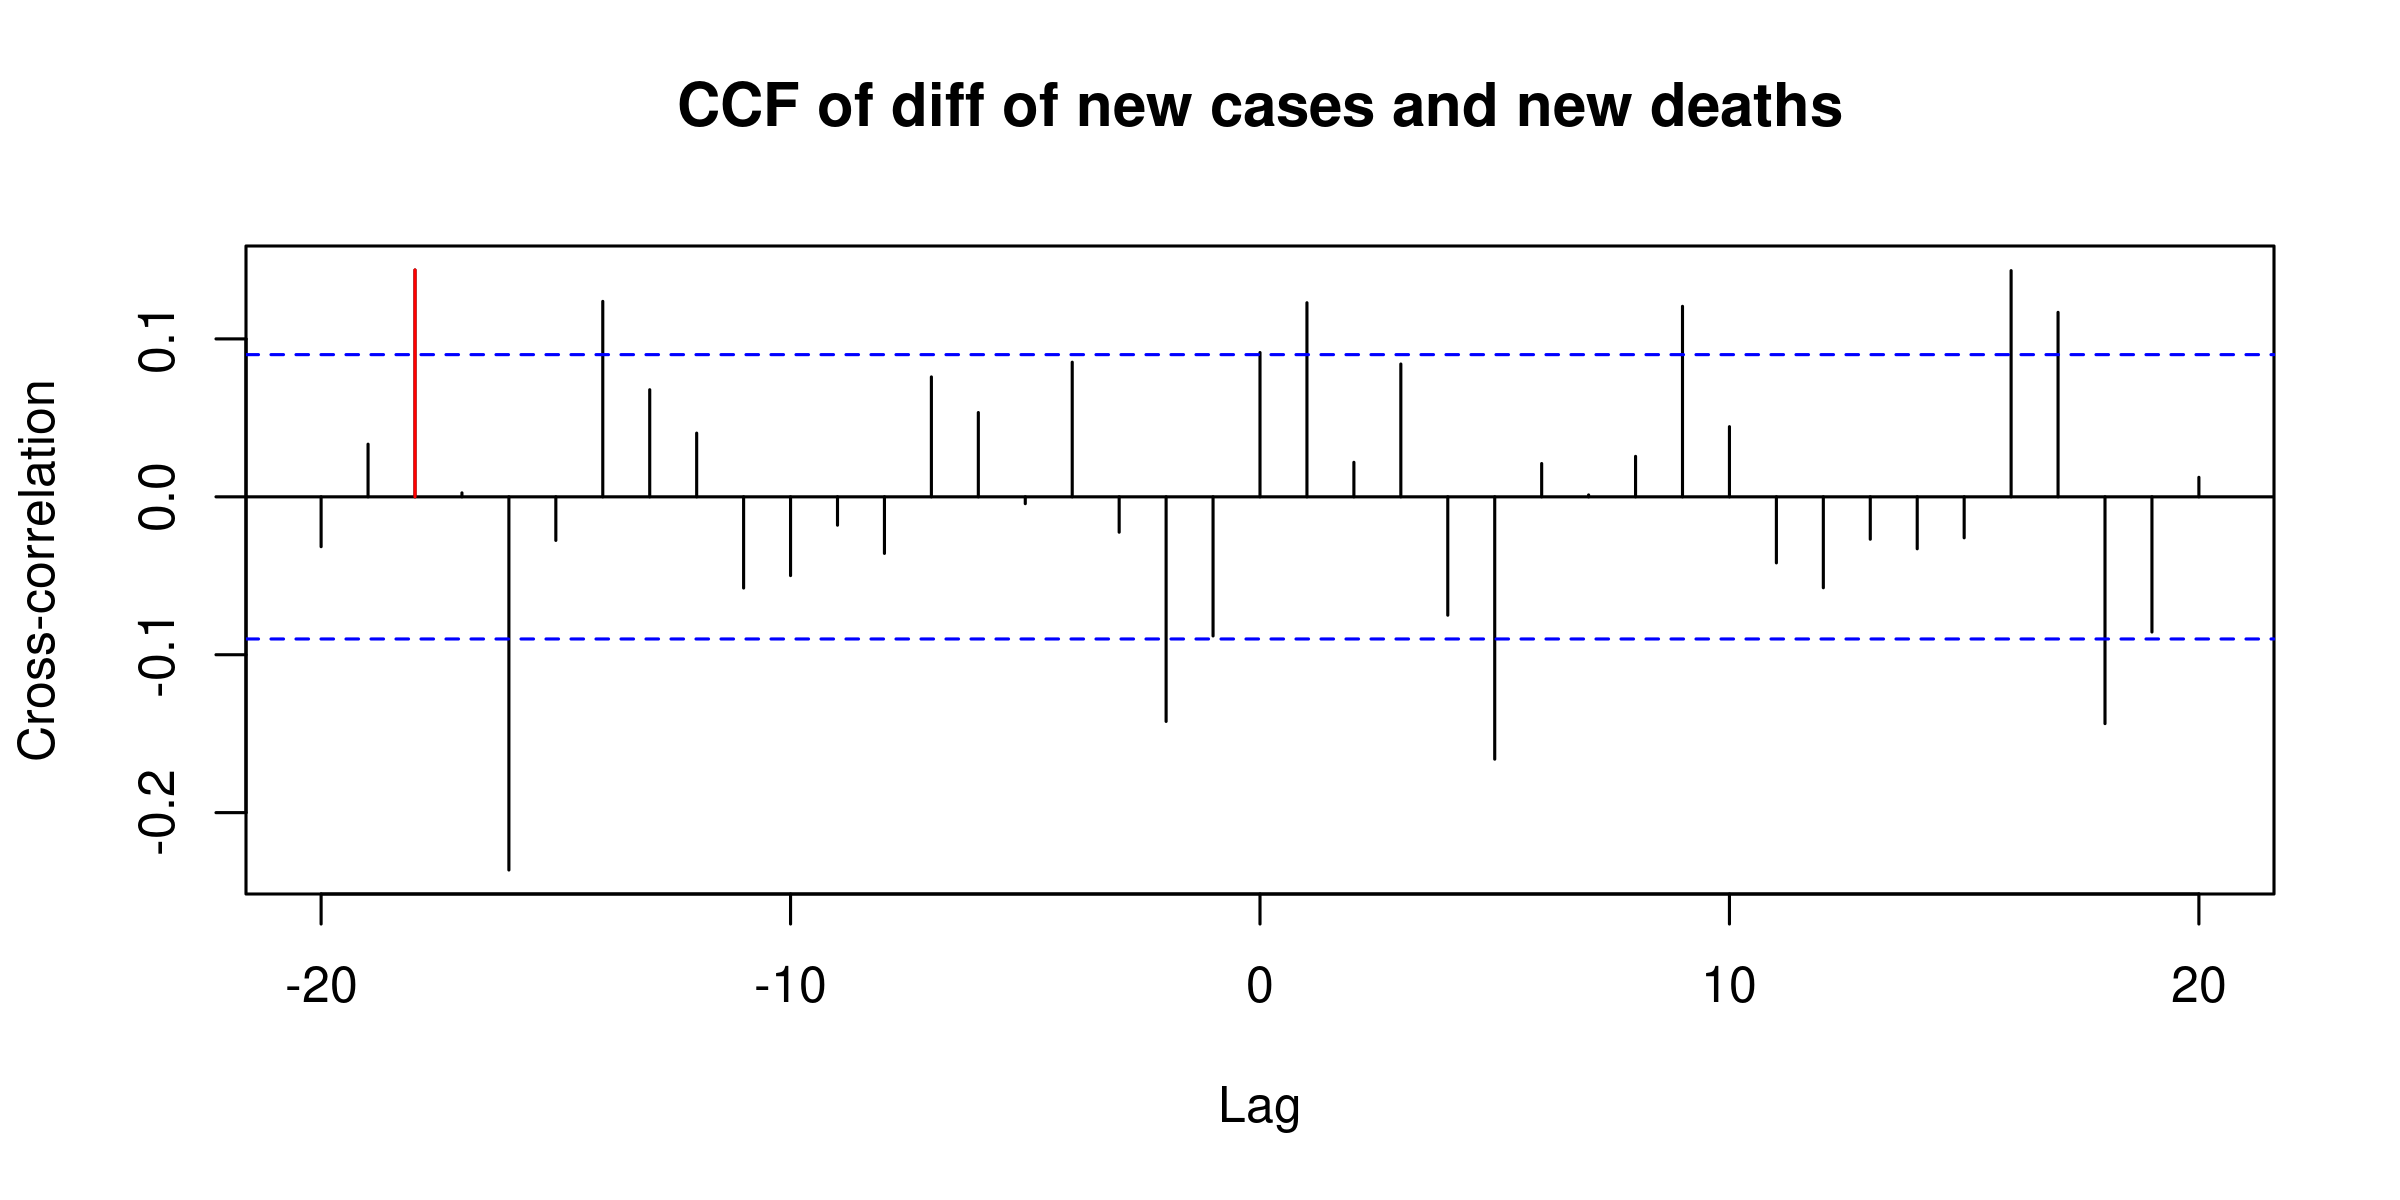 CCF of diff of new cases and new deaths
Cross-correlation
0.1
0.0
-0.1
-0.2
-20 -10 0 10 20
Lag